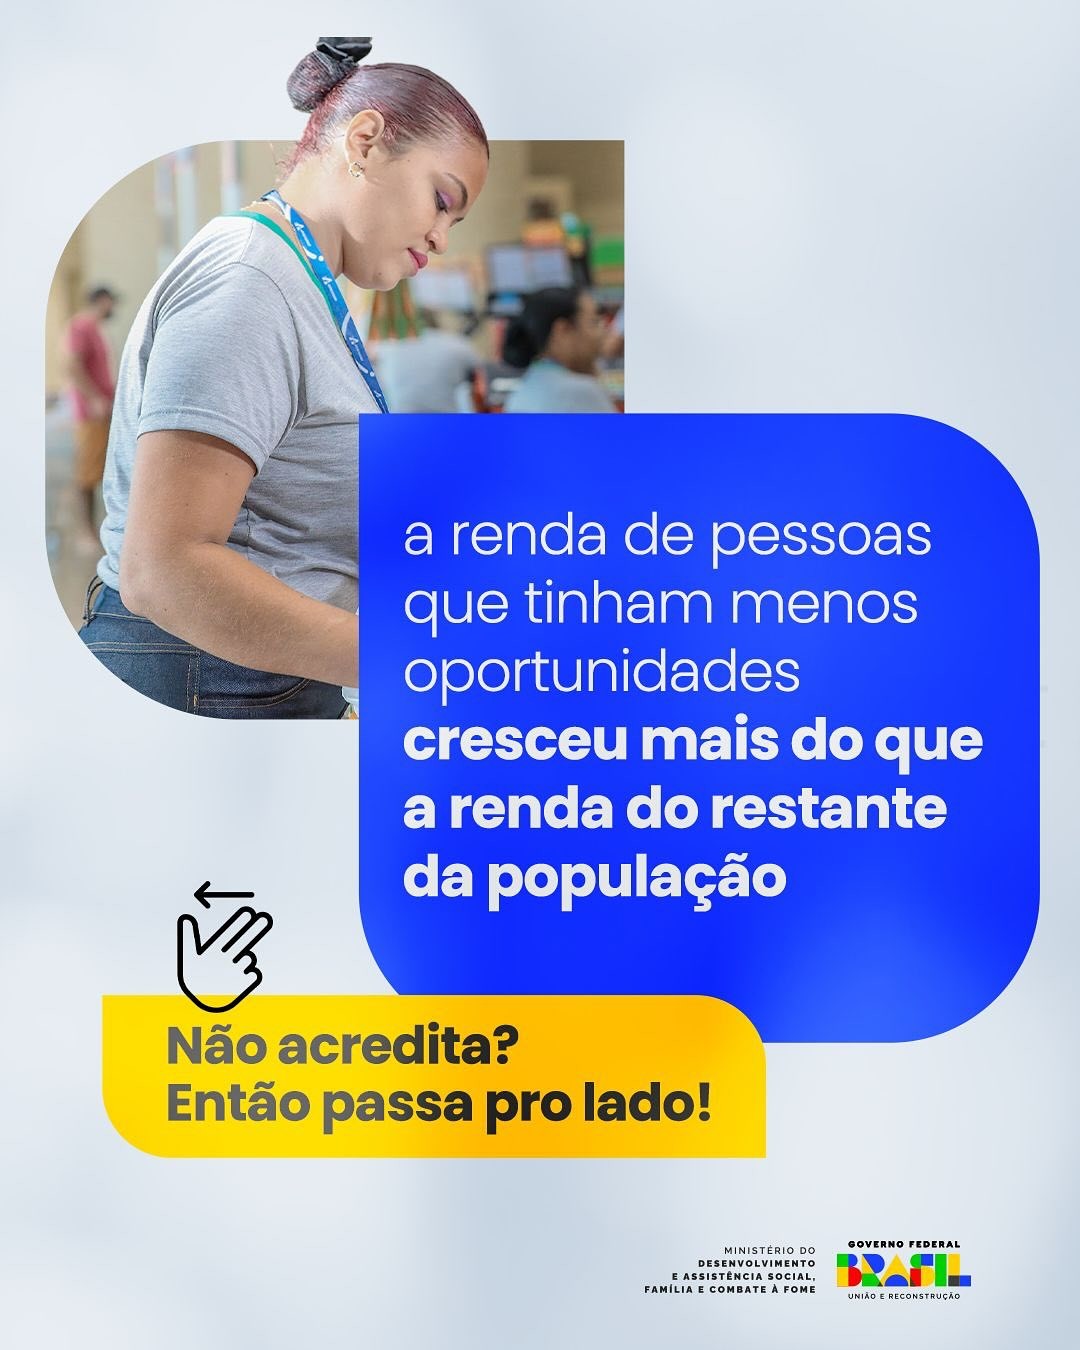 a renda de pessoas
que tinham menos
oportunidades
cresceu mais do que
a renda do restante
da população
Não acredita?
Então passa pro lado!
MINISTÉRIO DO
DESENVOLVIMENTO
E ASSISTÊNCIA SOCIAL,
FAMÍLIA E COMBATE À FOME
GOVERNO FEDERAL
BRASIL
UNIÃO E RECONSTRUÇÃO